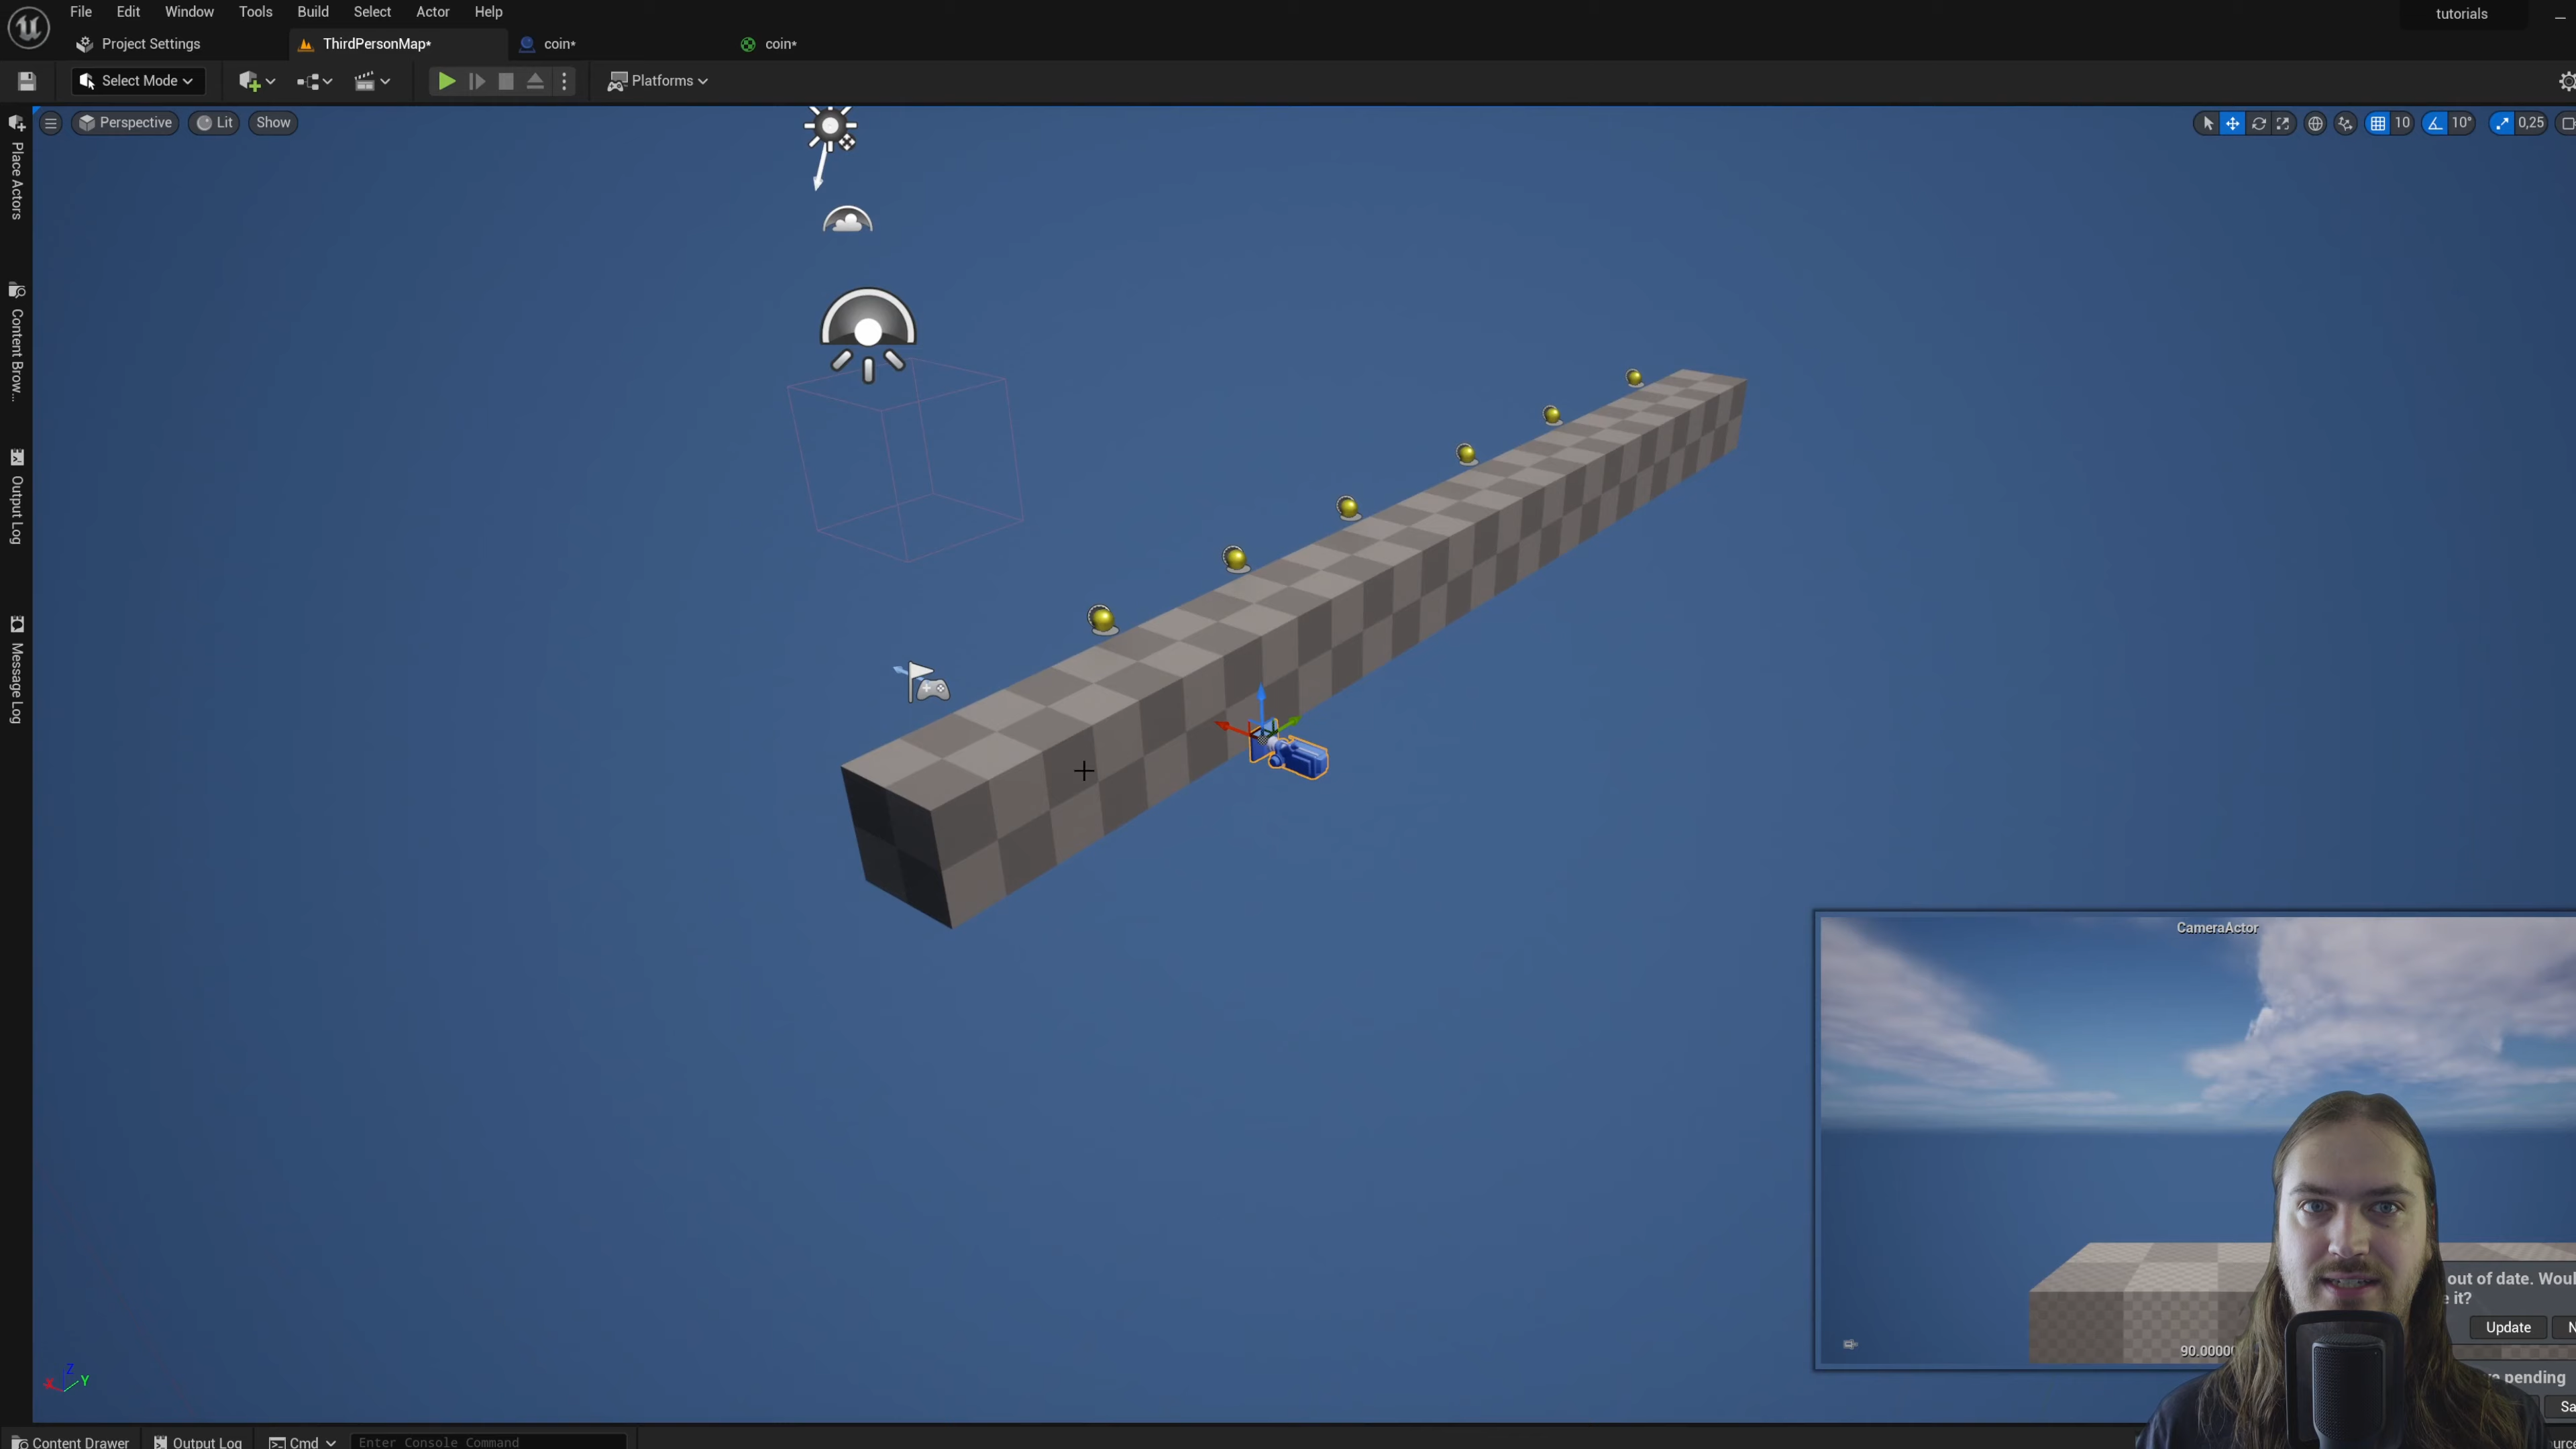 File Edit Window Tools Build Select Actor Help
tutorials
Project Settings ThirdPersonMap* coin* coin*
Select Mode Platforms
Perspective Lit Show 10 10° 0,25
Place Actors
Content Brow...
Output Log
Message Log
CameraActor
out of date. Woul
e it?
Update N
90.0000
pending
Sa
Z
X Y
Content Drawer Output Log Cmd Enter Console Command